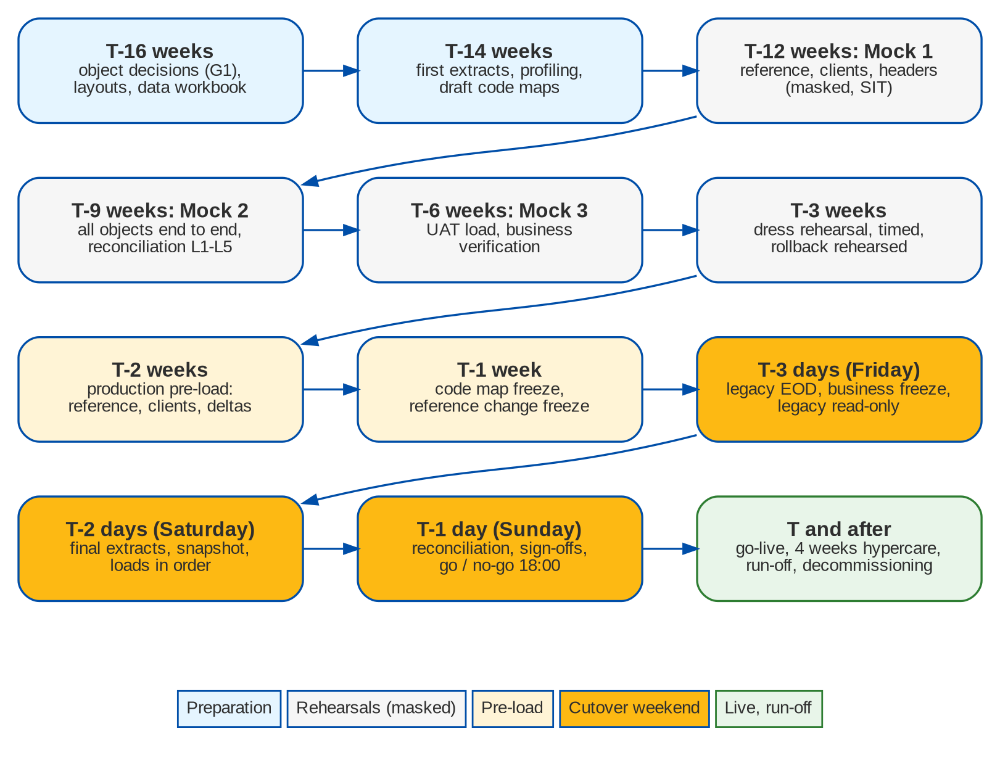 T-16 weeks
object decisions (G1),
layouts, data workbook
T-14 weeks
first extracts, profiling,
draft code maps
T-12 weeks: Mock 1
reference, clients, headers
(masked, SIT)
T-9 weeks: Mock 2
all objects end to end,
reconciliation L1-L5
T-6 weeks: Mock 3
UAT load, business
verification
T-3 weeks
dress rehearsal, timed,
rollback rehearsed
T-2 weeks
production pre-load:
reference, clients, deltas
T-1 week
code map freeze,
reference change freeze
T-3 days (Friday)
legacy EOD, business freeze,
legacy read-only
T-2 days (Saturday)
final extracts, snapshot,
loads in order
T-1 day (Sunday)
reconciliation, sign-offs,
go / no-go 18:00
T and after
go-live, 4 weeks hypercare,
run-off, decommissioning
Preparation
Rehearsals (masked)
Pre-load
Cutover weekend
Live, run-off